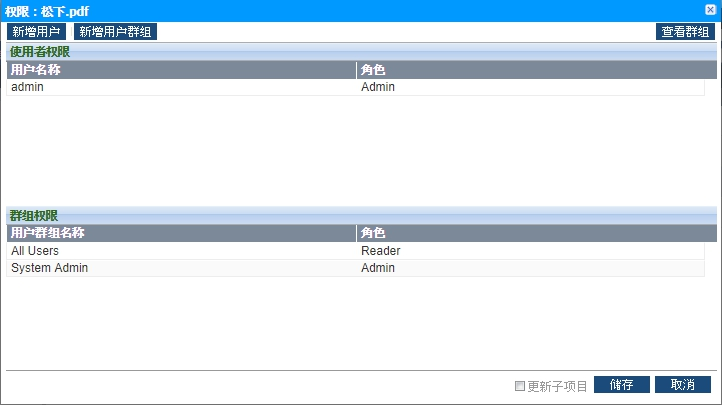 权限：松下.pdf
新增用户 新增用户群组 查看群组
使用者权限
用户名称 角色
admin Admin
群组权限
用户群组名称 角色
All Users Reader
System Admin Admin
更新子项目 储存 取消